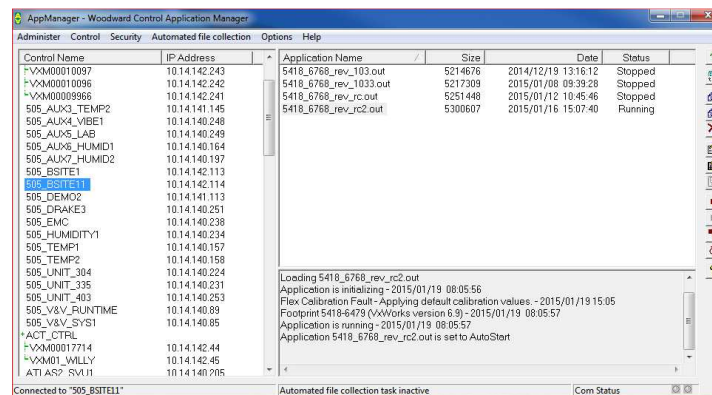 AppManager - Woodward Control Application Manager
Administer Control Security Automated file collection Options Help
Control Name IP Address
VXM00010097 10.14.142.243
VXM00010096 10.14.142.242
VXM00009966 10.14.142.241
505_AUX3_TEMP2 10.14.141.145
505_AUX4_VIBE1 10.14.140.248
505_AUX5_LAB 10.14.140.249
505_AUX6_HUMID1 10.14.140.164
505_AUX7_HUMID2 10.14.140.197
505_BSITE1 10.14.142.113
505_BSITE11 10.14.142.114
505_DEMO2 10.14.141.113
505_DRAKE3 10.14.140.251
505_EMC 10.14.140.238
505_HUMIDITY1 10.14.140.234
505_TEMP1 10.14.140.157
505_TEMP2 10.14.140.158
505_UNIT_304 10.14.140.224
505_UNIT_335 10.14.140.231
505_UNIT_403 10.14.140.253
505_V&V_RUNTIME 10.14.140.89
505_V&V_SYS1 10.14.140.85
ACT_CTRL
VXM00017714 10.14.142.44
VXM01_WILLY 10.14.142.45
ATLAS2_SVU1 10.14.140.205
Application Name Size Date Status
5418_6768_rev_103.out 5214676 2014/12/19 13:16:12 Stopped
5418_6768_rev_1033.out 5217309 2015/01/08 09:39:28 Stopped
5418_6768_rev_rc.out 5251448 2015/01/12 10:45:46 Stopped
5418_6768_rev_rc2.out 5300607 2015/01/16 15:07:40 Running
Loading 5418_6768_rev_rc2.out
Application is initializing - 2015/01/19 08:05:56
Flex Calibration Fault - Applying default calibration values. - 2015/01/19 15:05
Footprint 5418-6479 (VxWorks version 6.9) - 2015/01/19 08:05:57
Application is running - 2015/01/19 08:05:57
Application 5418_6768_rev_rc2.out is set to AutoStart
Connected to "505_BSITE11" Automated file collection task inactive Com Status